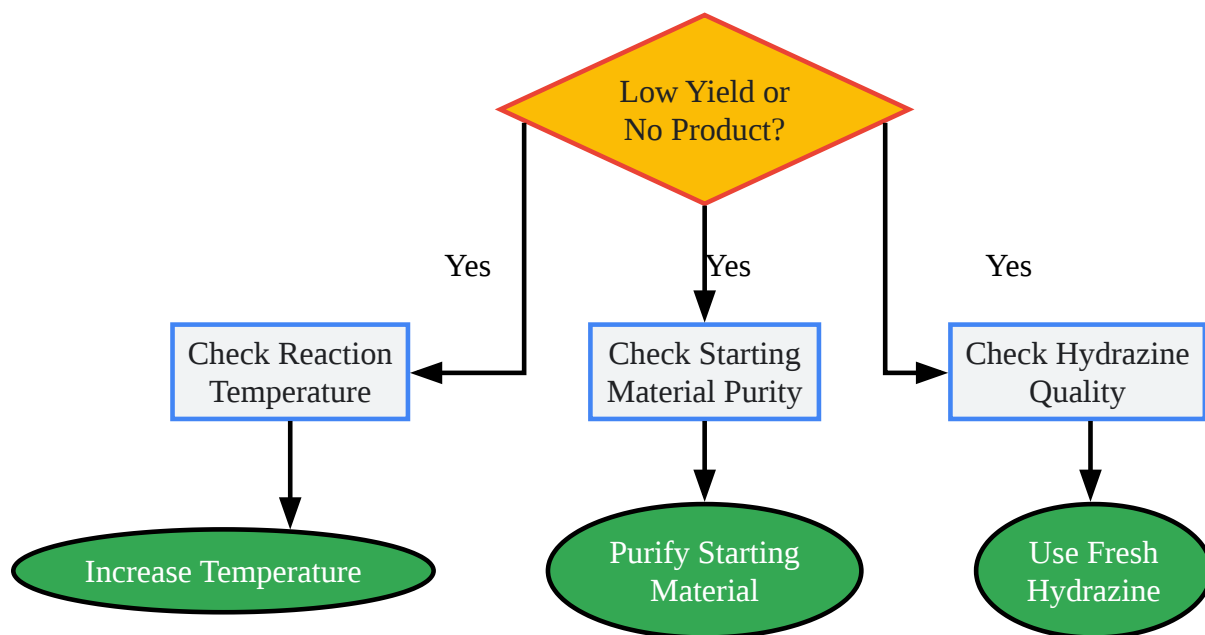 Low Yield or
No Product?
Yes
Yes
Yes
Check Reaction
Temperature
Check Starting
Material Purity
Check Hydrazine
Quality
Increase Temperature
Purify Starting
Material
Use Fresh
Hydrazine